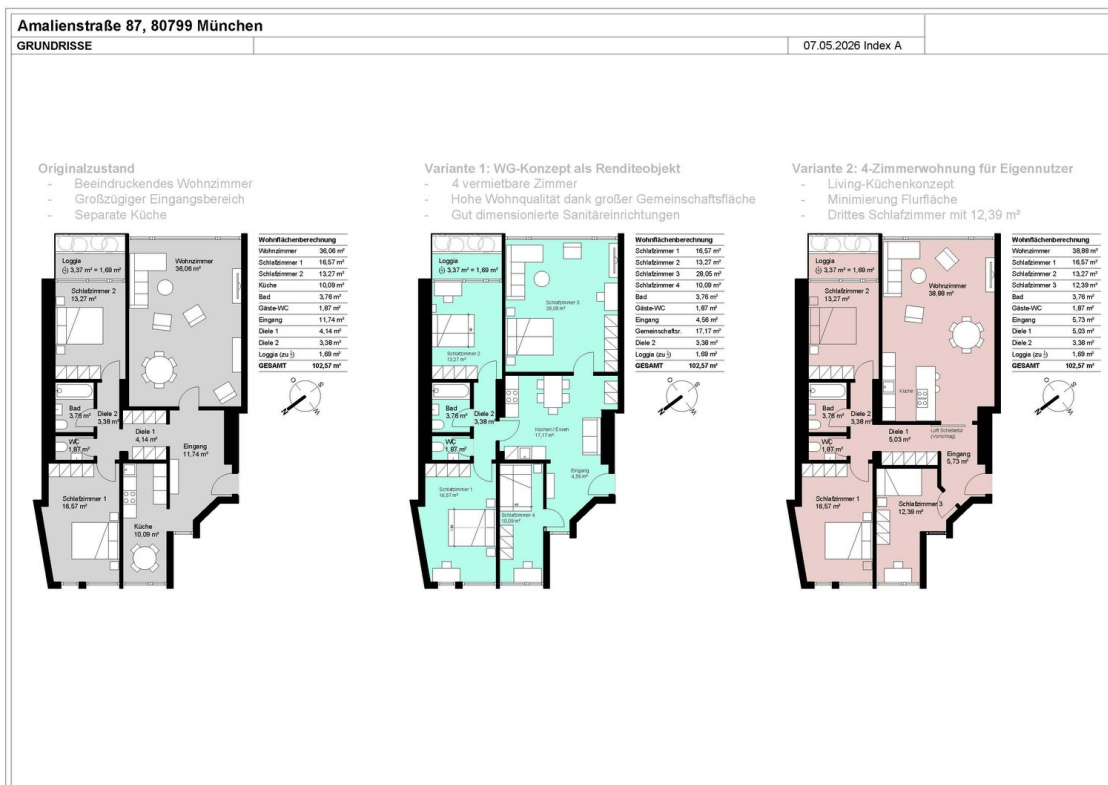 Amalienstraße 87, 80799 München
GRUNDRISSE
07.05.2026 Index A
Originalzustand
- Beeindruckendes Wohnzimmer
- Großzügiger Eingangsbereich
- Separate Küche
Loggia
3,37 m² = 1,69 m²
Wohnzimmer
36,06 m²
Schlafzimmer 2
13,27 m²
Bad
3,76 m²
Diele 2
3,38 m²
WC
1,87 m²
Diele 1
4,14 m²
Eingang
11,74 m²
Schlafzimmer 1
16,57 m²
Küche
10,09 m²
Wohnflächenberechnung
Wohnzimmer 36,06 m²
Schlafzimmer 1 16,57 m²
Schlafzimmer 2 13,27 m²
Küche 10,09 m²
Bad 3,76 m²
Gäste-WC 1,87 m²
Eingang 11,74 m²
Diele 1 4,14 m²
Diele 2 3,38 m²
Loggia (zu ½) 1,69 m²
GESAMT 102,57 m²
O
S
N
W
Variante 1: WG-Konzept als Renditeobjekt
- 4 vermietbare Zimmer
- Hohe Wohnqualität dank großer Gemeinschaftsfläche
- Gut dimensionierte Sanitäreinrichtungen
Loggia
3,37 m² = 1,69 m²
Schlafzimmer 3
28,05 m²
Schlafzimmer 2
13,27 m²
Bad
3,76 m²
Diele 2
3,38 m²
WC
1,87 m²
Kochen / Essen
17,17 m²
Eingang
4,56 m²
Schlafzimmer 1
16,57 m²
Schlafzimmer 4
10,09 m²
Wohnflächenberechnung
Schlafzimmer 1 16,57 m²
Schlafzimmer 2 13,27 m²
Schlafzimmer 3 28,05 m²
Schlafzimmer 4 10,09 m²
Bad 3,76 m²
Gäste-WC 1,87 m²
Eingang 4,56 m²
Gemeinschaftsr. 17,17 m²
Diele 2 3,38 m²
Loggia (zu ½) 1,69 m²
GESAMT 102,57 m²
O
S
N
W
Variante 2: 4-Zimmerwohnung für Eigennutzer
- Living-Küchenkonzept
- Minimierung Flurfläche
- Drittes Schlafzimmer mit 12,39 m²
Loggia
3,37 m² = 1,69 m²
Wohnzimmer
38,88 m²
Schlafzimmer 2
13,27 m²
Küche
Bad
3,76 m²
Diele 2
3,38 m²
WC
1,87 m²
Diele 1
5,03 m²
Loft Schiebetür
(Vorschlag)
Eingang
5,73 m²
Schlafzimmer 1
16,57 m²
Schlafzimmer 3
12,39 m²
Wohnflächenberechnung
Wohnzimmer 38,88 m²
Schlafzimmer 1 16,57 m²
Schlafzimmer 2 13,27 m²
Schlafzimmer 3 12,39 m²
Bad 3,76 m²
Gäste-WC 1,87 m²
Eingang 5,73 m²
Diele 1 5,03 m²
Diele 2 3,38 m²
Loggia (zu ½) 1,69 m²
GESAMT 102,57 m²
O
S
N
W